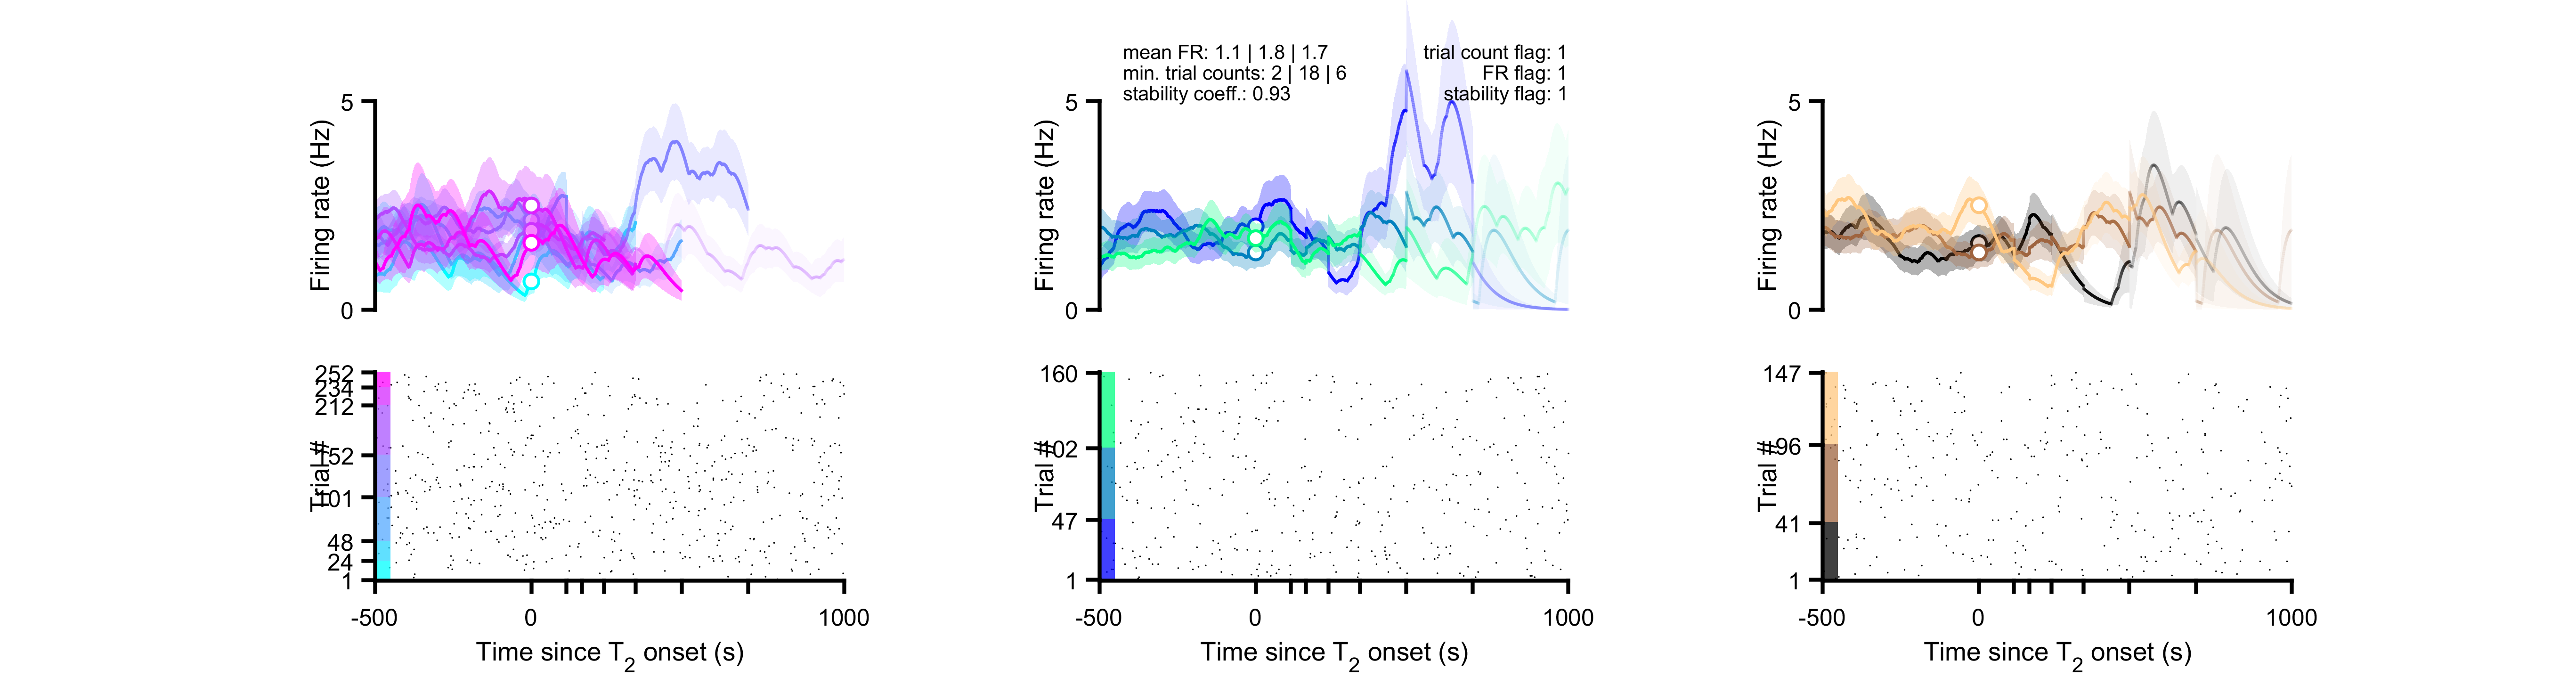 mean FR: 1.1 | 1.8 | 1.7
min. trial counts: 2 | 18 | 6
stability coeff.: 0.93
trial count flag: 1
FR flag: 1
stability flag: 1
5
0
Firing rate (Hz)
5
0
Firing rate (Hz)
5
0
Firing rate (Hz)
252
234
212
152
101
48
24
1
Trial #
-500
0
1000
Time since T2 onset (s)
160
47
1
Trial #
-500
0
1000
Time since T2 onset (s)
147
96
41
1
Trial #
-500
0
1000
Time since T2 onset (s)